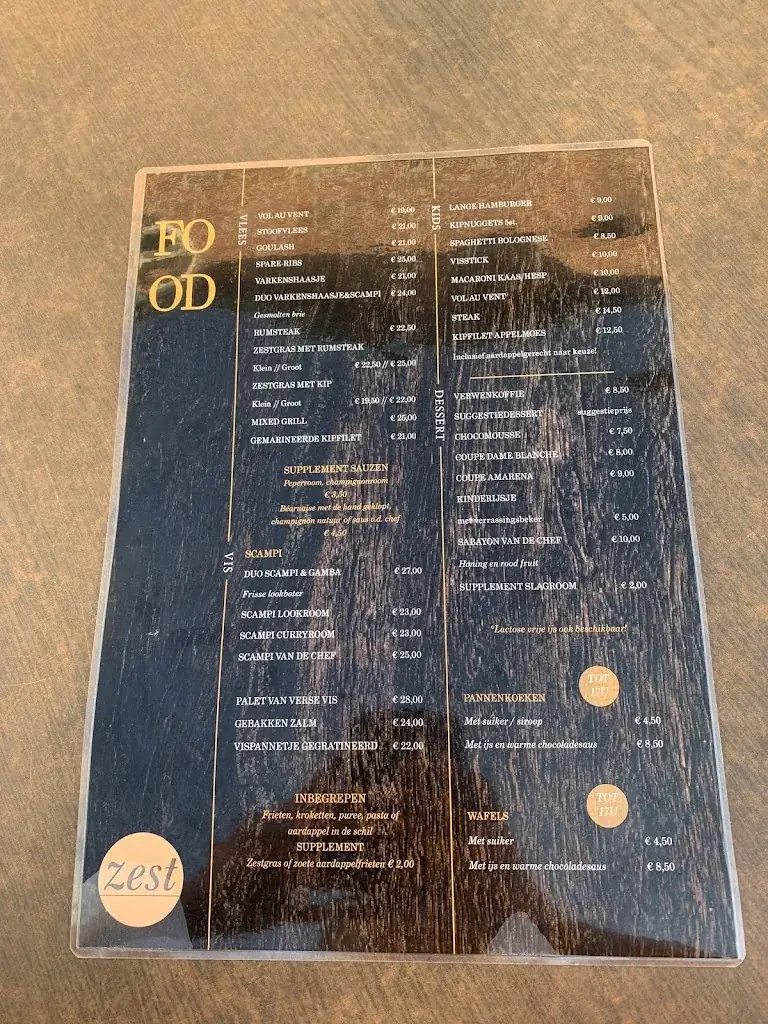 FO
OD
VLEES
VOL AU VENT € 19,00
STOOFVLEES € 21,00
GOULASH € 21,00
SPARE-RIBS € 25,00
VARKENSHAASJE € 21,00
DUO VARKENSHAASJE&SCAMPI € 24,00
Gesmolten brie
RUMSTEAK € 22,50
ZESTGRAS MET RUMSTEAK
Klein // Groot € 22,50 // € 25,00
ZESTGRAS MET KIP
Klein // Groot € 19,50 // € 22,00
MIXED GRILL € 25,00
GEMARINEERDE KIPFILET € 21,00
SUPPLEMENT SAUZEN
Peperroom, champignonroom
€ 3,50
Béarnaise met de hand geklopt,
champignon natuur of saus v.d. chef
€ 4,50
VIS
SCAMPI
DUO SCAMPI & GAMBA € 27,00
Frisse lookboter
SCAMPI LOOKROOM € 23,00
SCAMPI CURRYROOM € 23,00
SCAMPI VAN DE CHEF € 25,00
PALET VAN VERSE VIS € 28,00
GEBAKKEN ZALM € 24,00
VISPANNETJE GEGRATINEERD € 22,00
INBEGREPEN
Frieten, kroketten, puree, pasta of
aardappel in de schil
SUPPLEMENT
Zestgras of zoete aardappelfrieten € 2,00
zest
KIDS
LANGE HAMBURGER € 9,00
KIPNUGGETS 5st. € 9,00
SPAGHETTI BOLOGNESE € 8,50
VISSTICK € 10,00
MACARONI KAAS/HESP € 10,00
VOL AU VENT € 12,00
STEAK € 14,50
KIPFILET APPELMOES € 12,50
Inclusief aardappelgerecht naar keuze!
DESSERT
VERWENKOFFIE € 8,50
SUGGESTIEDESSERT suggestieprijs
CHOCOMOUSSE € 7,50
COUPE DAME BLANCHE € 8,00
COUPE AMARENA € 9,00
KINDERIJSJE
met verrassingsbeker € 5,00
SABAYON VAN DE CHEF € 10,00
Honing en rood fruit
SUPPLEMENT SLAGROOM € 2,00
*Lactose vrije ijs ook beschikbaar!
TOT
17U
PANNENKOEKEN
Met suiker / siroop € 4,50
Met ijs en warme chocoladesaus € 8,50
TOT
17U
WAFELS
Met suiker € 4,50
Met ijs en warme chocoladesaus € 8,50